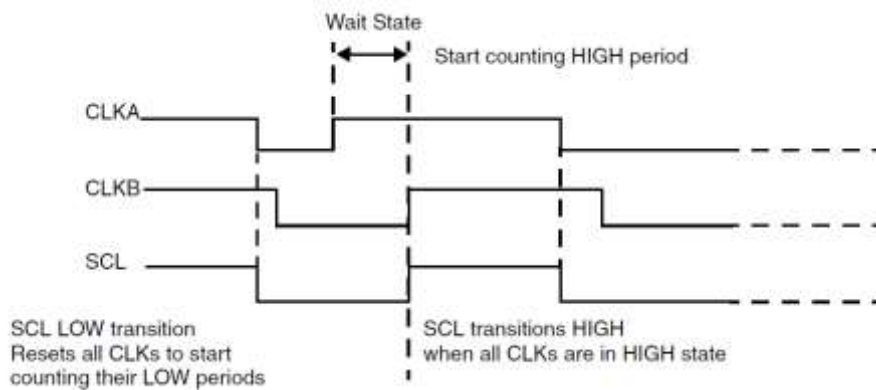 Wait State
Start counting HIGH period
CLKA
CLKB
SCL
SCL LOW transition
Resets all CLKs to start
counting their LOW periods
SCL transitions HIGH
when all CLKs are in HIGH state